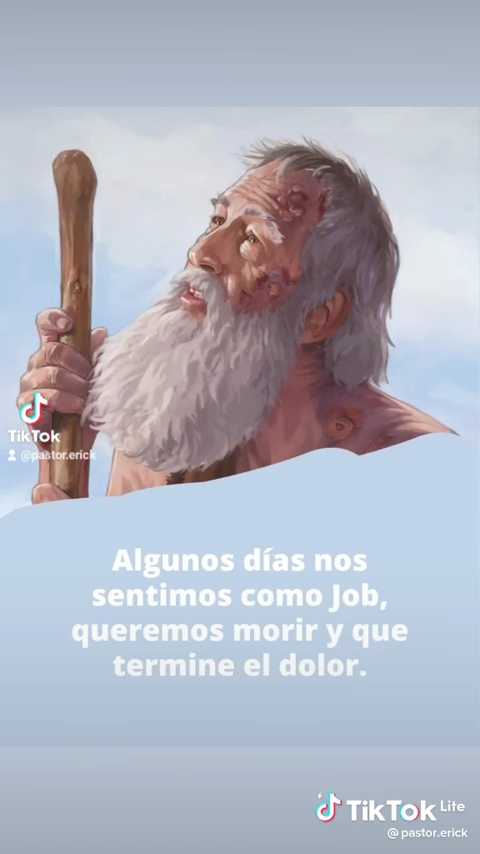 TikTok
@pastor.erick
Algunos días nos
sentimos como Job,
queremos morir y que
termine el dolor.
TikTok Lite
@pastor.erick